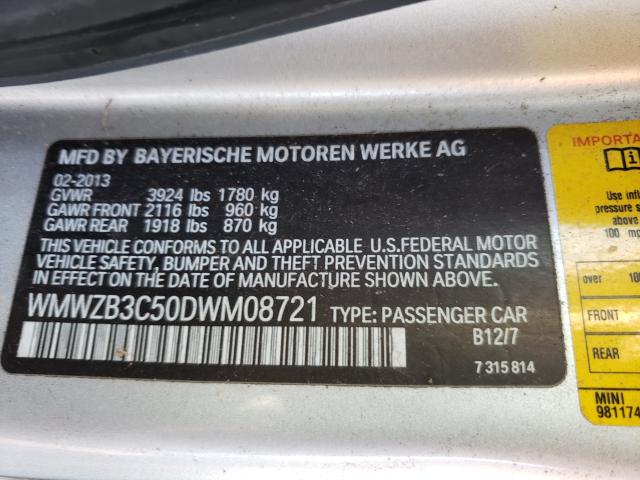 MFD BY BAYERISCHE MOTOREN WERKE AG
02-2013
GVWR 3924 lbs 1780 kg
GAWR FRONT 2116 lbs 960 kg
GAWR REAR 1918 lbs 870 kg
THIS VEHICLE CONFORMS TO ALL APPLICABLE U.S.FEDERAL MOTOR
VEHICLE SAFETY, BUMPER AND THEFT PREVENTION STANDARDS
IN EFFECT ON THE DATE OF MANUFACTURE SHOWN ABOVE.
WMWZB3C50DWM08721 TYPE: PASSENGER CAR
B12/7
7 315 814
IMPORTA
Use infl
pressure s
above
100 mp
over 10
FRONT
REAR
MINI
981174